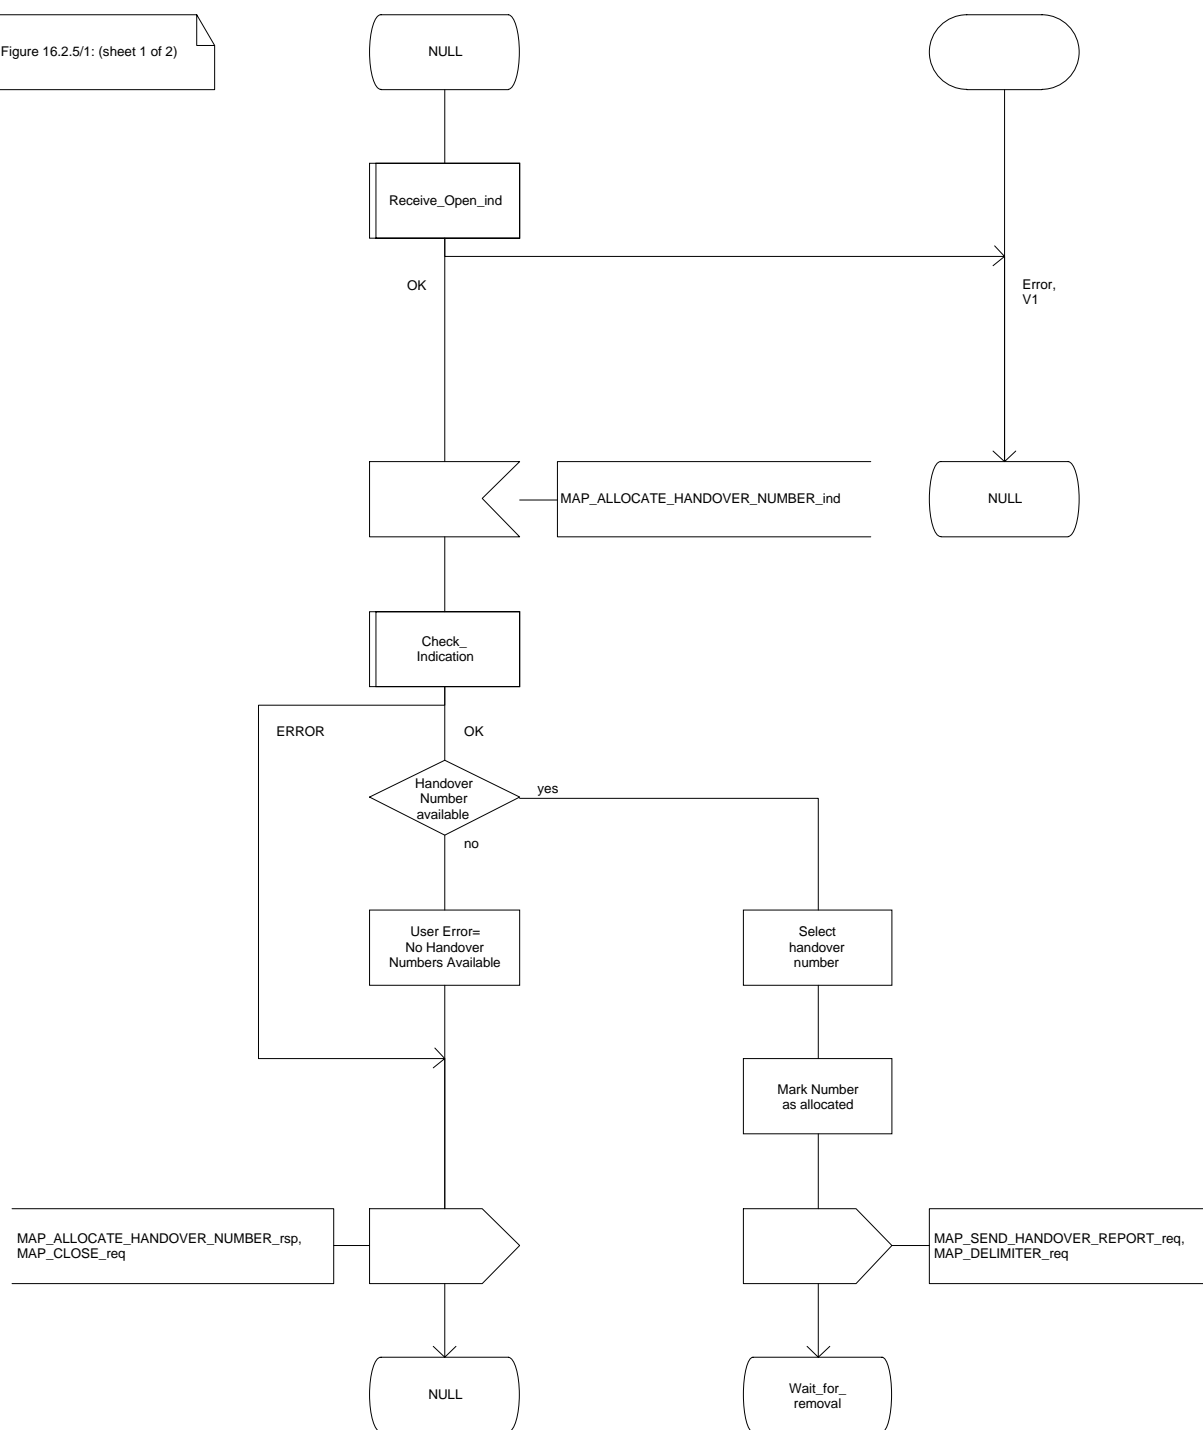 Figure 16.2.5/1: (sheet 1 of 2)
NULL
Receive_Open_ind
OK
Error,
V1
MAP_ALLOCATE_HANDOVER_NUMBER_ind
NULL
Check_
Indication
ERROR
OK
Handover
Number
available
yes
no
User Error=
No Handover
Numbers Available
Select
handover
number
Mark Number
as allocated
MAP_ALLOCATE_HANDOVER_NUMBER_rsp,
MAP_CLOSE_req
MAP_SEND_HANDOVER_REPORT_req,
MAP_DELIMITER_req
NULL
Wait_for_
removal